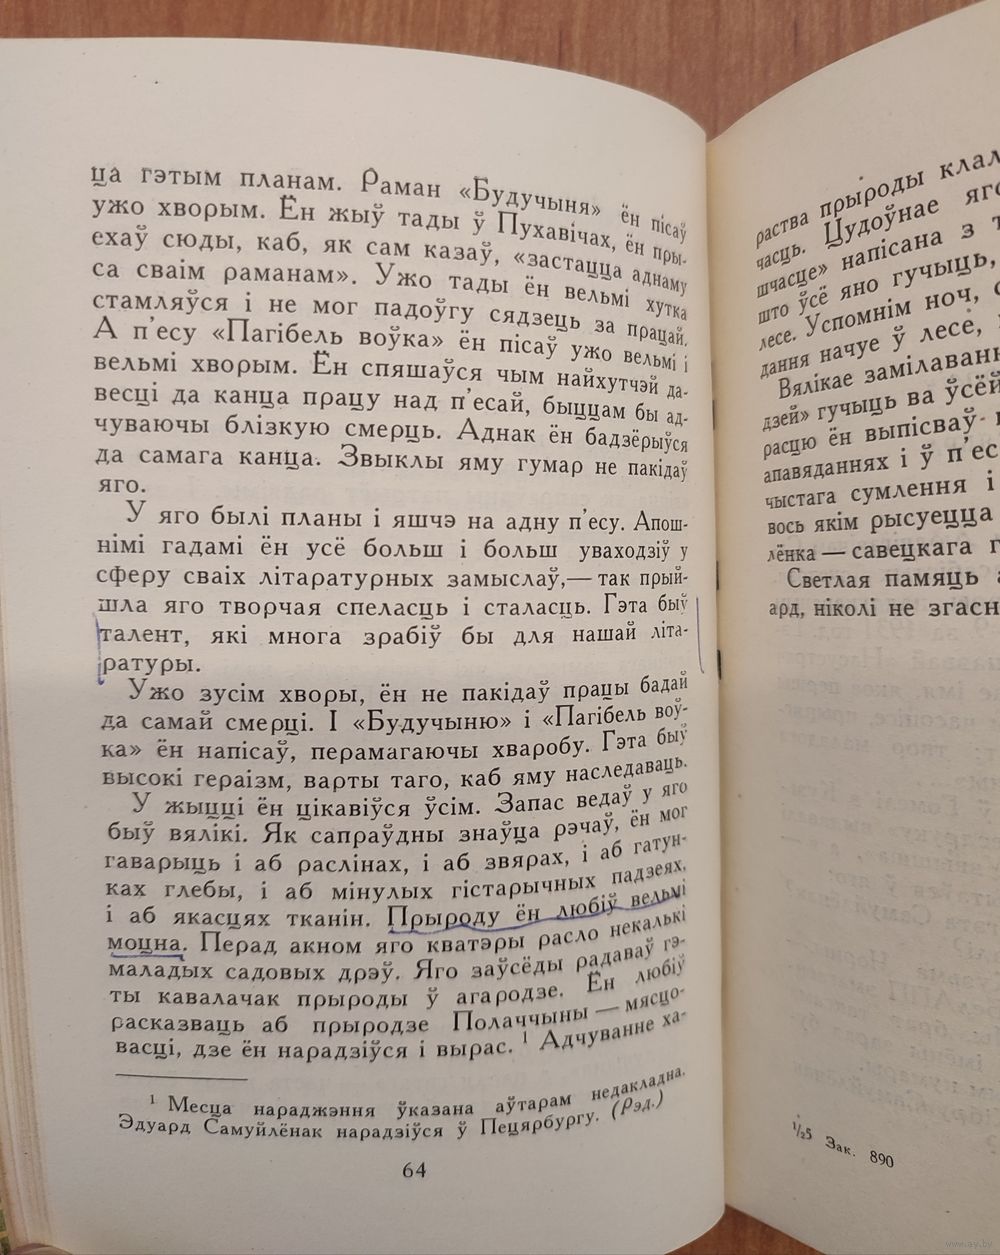 ца гэтым планам. Раман «Будучыня» ён пісаў
ужо хворым. Ён жыў тады ў Пухавічах, ён пры-
ехаў сюды, каб, як сам казаў, «застацца аднаму
са сваім раманам». Ужо тады ён вельмі хутка
стамляўся і не мог падоўгу сядзець за працай.
А п'есу «Пагібель воўка» ён пісаў ужо вельмі і
вельмі хворым. Ён спяшаўся чым найхутчэй да-
весці да канца працу над п'есай, быццам бы ад-
чуваючы блізкую смерць. Аднак ён бадзёрыўся
да самага канца. Звыклы яму гумар не пакідаў
яго.
У яго былі планы і яшчэ на адну п'есу. Апош-
німі гадамі ён усё больш і больш уваходзіў у
сферу сваіх літаратурных замыслаў,— так прый-
шла яго творчая спеласць і сталасць. Гэта быў
талент, які многа зрабіў бы для нашай літа-
ратуры.
Ужо зусім хворы, ён не пакідаў працы бадай
да самай смерці. І «Будучыню» і «Пагібель воў-
ка» ён напісаў, перамагаючы хваробу. Гэта быў
высокі гераізм, варты таго, каб яму наследаваць.
У жыцці ён цікавіўся ўсім. Запас ведаў у яго
быў вялікі. Як сапраўдны знаўца рэчаў, ён мог
гаварыць і аб раслінах, і аб звярах, і аб гатун-
ках глебы, і аб мінулых гістарычных падзеях,
і аб якасцях тканін. Прыроду ён любіў вельмі
моцна. Перад акном яго кватэры расло некалькі
маладых садовых дрэў. Яго заўсёды радаваў гэ-
ты кавалачак прыроды ў агародзе. Ён любіў
расказваць аб прыродзе Полаччыны — мясцо-
васці, дзе ён нарадзіўся і вырас. 1 Адчуванне ха-
1 Месца нараджэння ўказана аўтарам недакладна.
Эдуард Самуйлёнак нарадзіўся ў Пецярбургу. (Рэд.)
64
раства прыроды клал
часць. Цудоўнае яго
шчасце» напісана з т
што ўсё яно гучыць,
лесе. Успомнім ноч,
дання начуе ў лесе,
Вялікае замілаван
дзей» гучыць ва ўсёй
расцю ён выпісваў
апавяданнях і ў п'ес
чыстага сумлення і
вось якім рысуецца
лёнка — савецкага г
Светлая памяць а
ард, ніколі не згасн
1/25 Зак. 890
www.ay.by